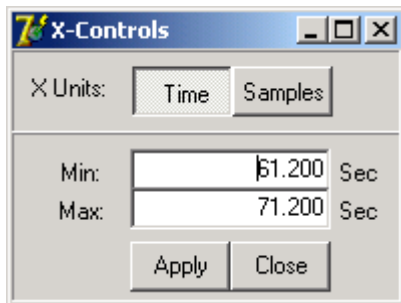 X-Controls
X Units: Time Samples
Min: 61.200 Sec
Max: 71.200 Sec
Apply Close